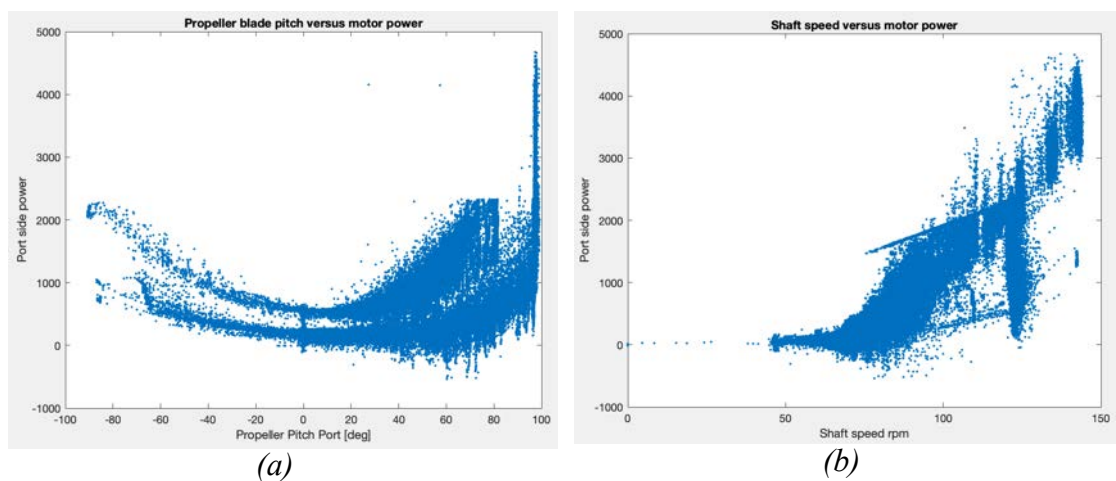 Propeller blade pitch versus motor power
5000
4000
3000
2000
1000
0
-1000
Port side power
-100 -80 -60 -40 -20 0 20 40 60 80 100
Propeller Pitch Port [deg]
(a)
Shaft speed versus motor power
5000
4000
3000
2000
1000
0
-1000
Port side power
0 50 100 150
Shaft speed rpm
(b)